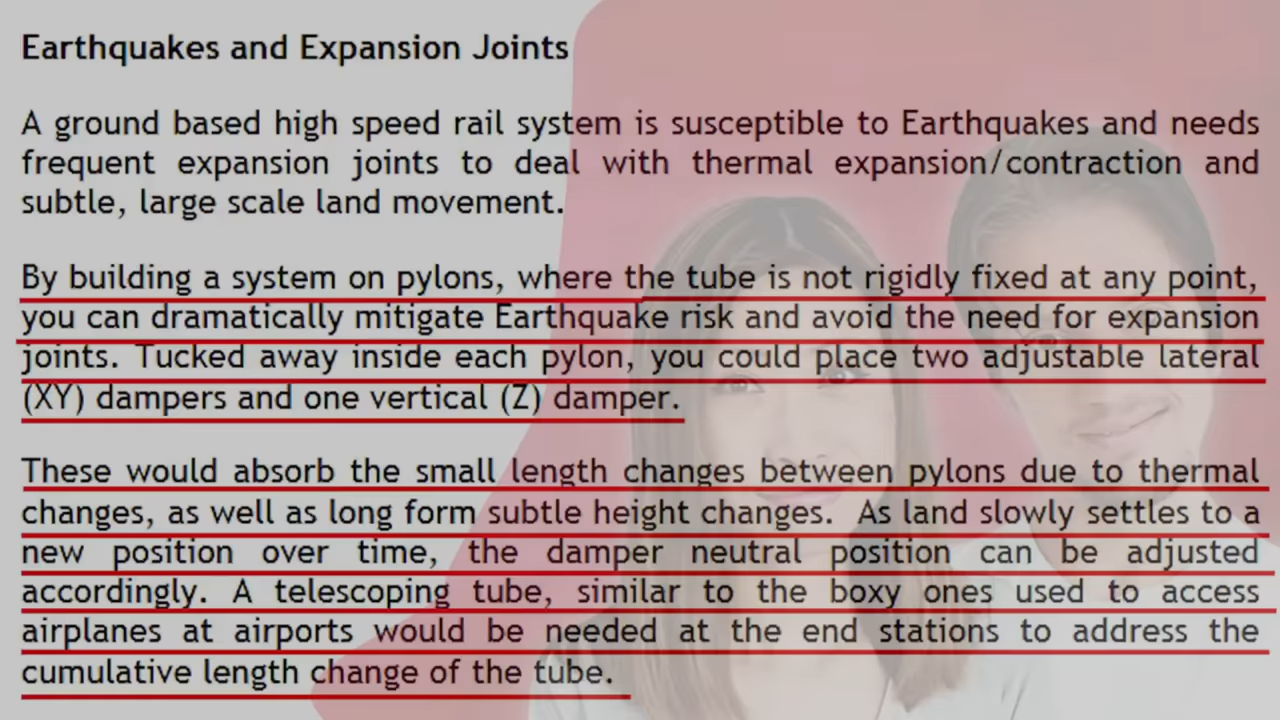 Earthquakes and Expansion Joints
A ground based high speed rail system is susceptible to Earthquakes and needs
frequent expansion joints to deal with thermal expansion/contraction and
subtle, large scale land movement.
By building a system on pylons, where the tube is not rigidly fixed at any point,
you can dramatically mitigate Earthquake risk and avoid the need for expansion
joints. Tucked away inside each pylon, you could place two adjustable lateral
(XY) dampers and one vertical (Z) damper.
These would absorb the small length changes between pylons due to thermal
changes, as well as long form subtle height changes. As land slowly settles to a
new position over time, the damper neutral position can be adjusted
accordingly. A telescoping tube, similar to the boxy ones used to access
airplanes at airports would be needed at the end stations to address the
cumulative length change of the tube.